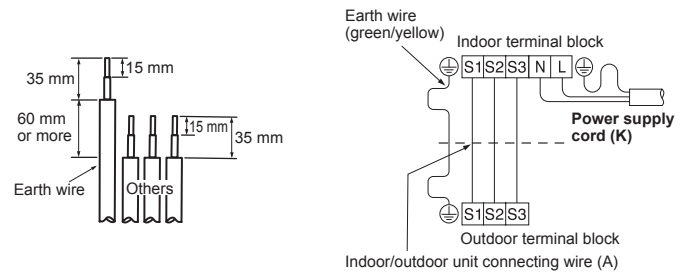 15 mm
35 mm
60 mm
or more
15 mm
35 mm
Earth wire
Others
Earth wire
(green/yellow)
Indoor terminal block
S1 S2 S3 N L
Power supply
cord (K)
S1 S2 S3
Outdoor terminal block
Indoor/outdoor unit connecting wire (A)